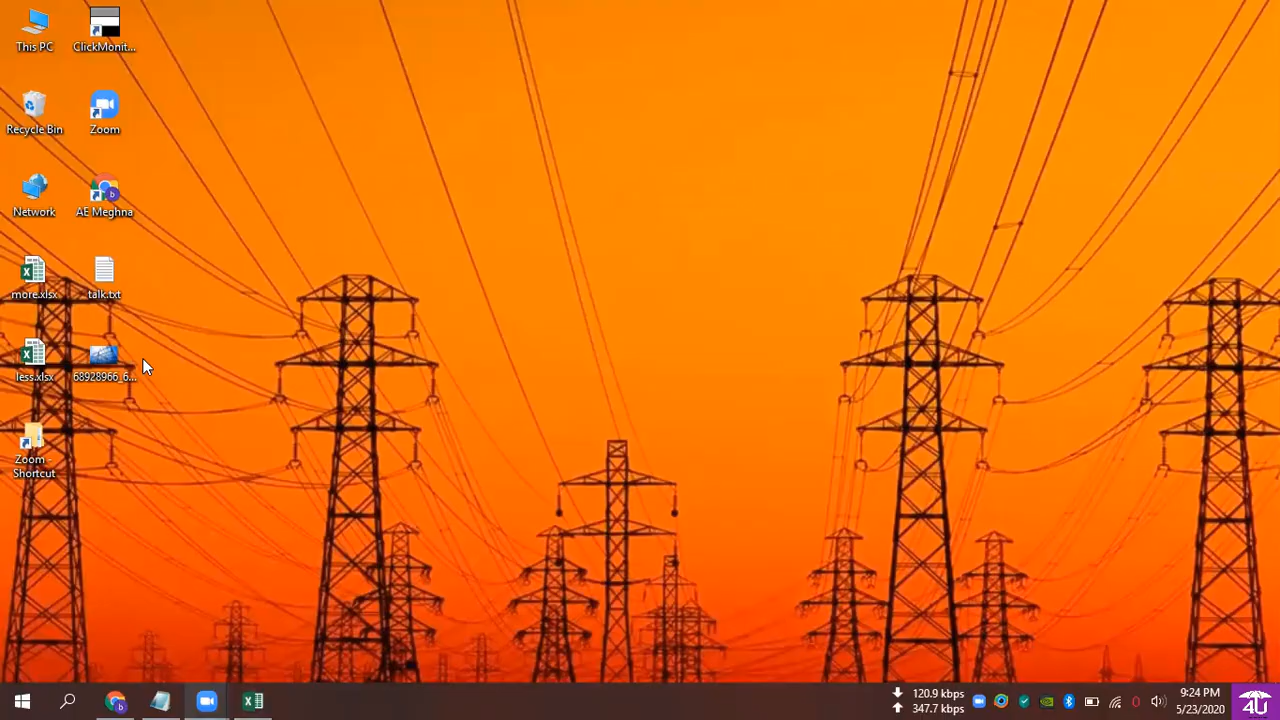 This PC
ClickMonit...
Recycle Bin
Zoom
Network
AE Meghna
more.xlsx
talk.txt
less.xlsx
68928966_6...
Zoom -
Shortcut
120.9 kbps
347.7 kbps
9:24 PM
5/23/2020
4U